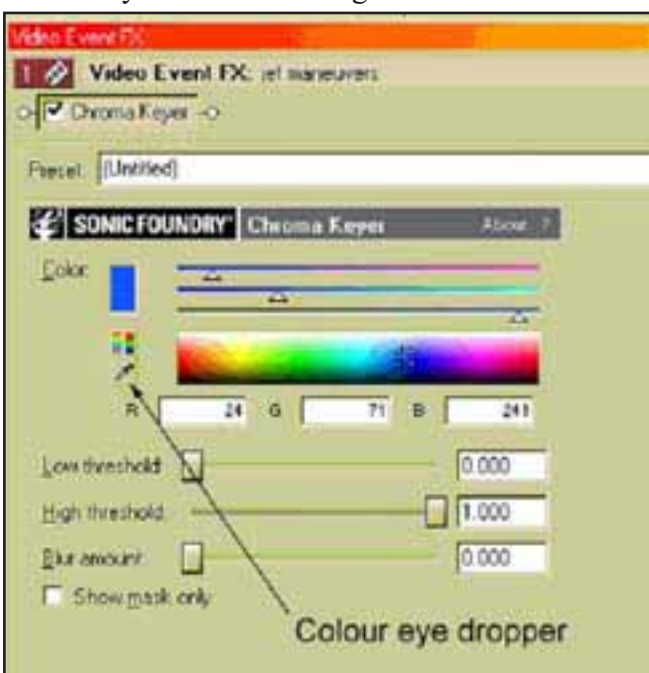 Video Event FX
1 Video Event FX: jet maneuvers
Chroma Keyer
Preset: (Untitled)
SONIC FOUNDRY Chroma Keyer About ?
Color:
R 24 G 71 B 241
Low threshold: 0.000
High threshold: 1.000
Blur amount: 0.000
Show mask only
Colour eye dropper